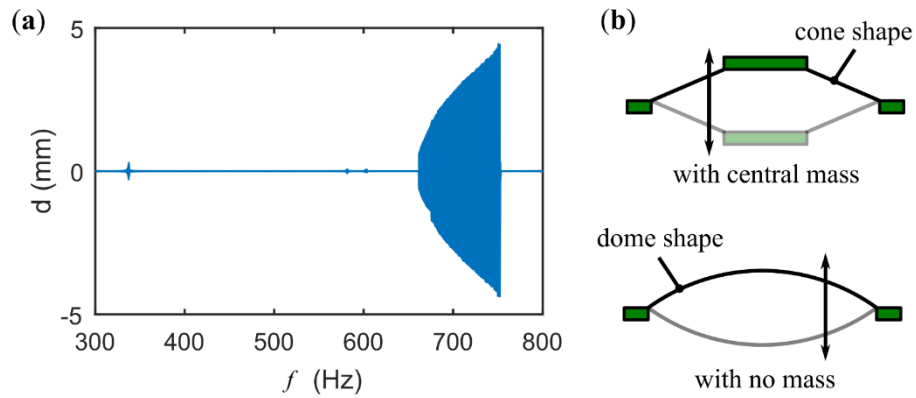 (a)
5
0
-5
d (mm)
300 400 500 600 700 800
f (Hz)
(b)
cone shape
with central mass
dome shape
with no mass